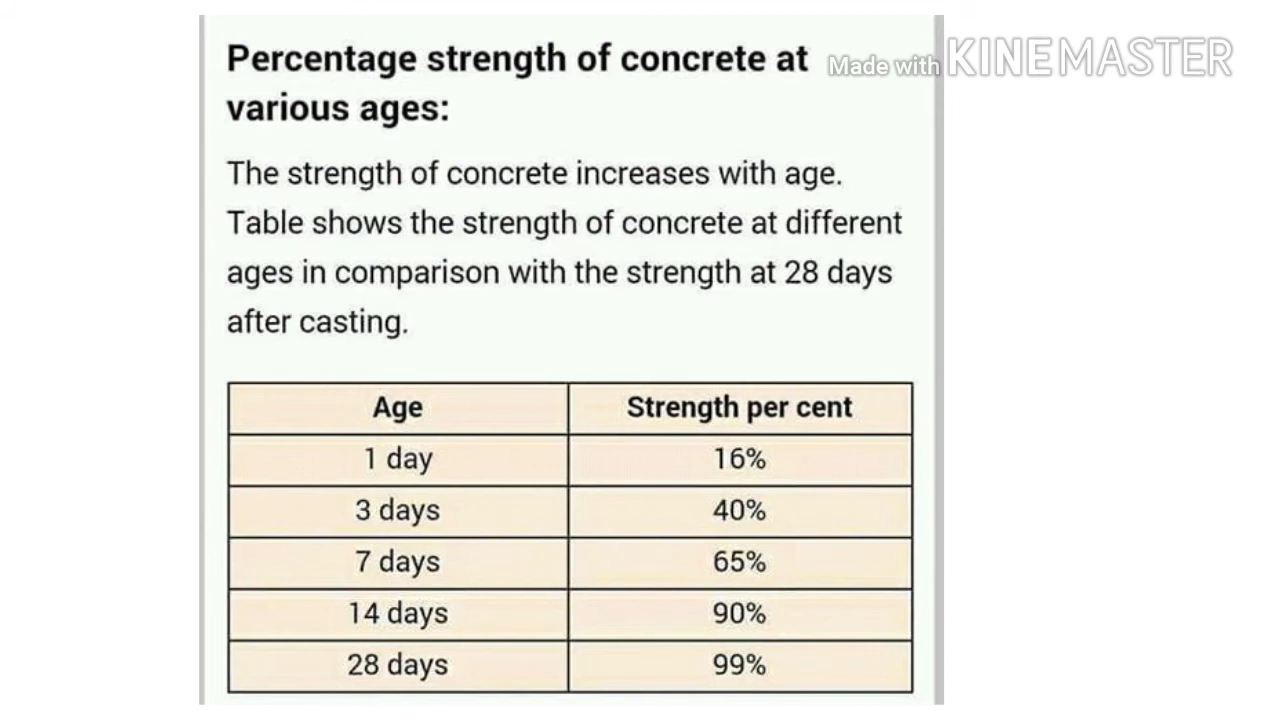 Percentage strength of concrete at
various ages:
Made with KINEMASTER
The strength of concrete increases with age.
Table shows the strength of concrete at different
ages in comparison with the strength at 28 days
after casting.
Age Strength per cent
1 day 16%
3 days 40%
7 days 65%
14 days 90%
28 days 99%